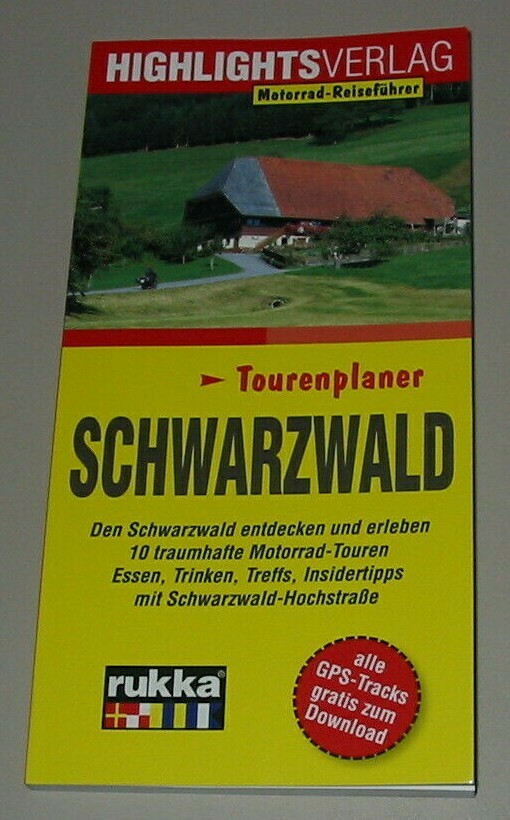 HIGHLIGHTSVERLAG
Motorrad-Reiseführer
Tourenplaner
SCHWARZWALD
Den Schwarzwald entdecken und erleben
10 traumhafte Motorrad-Touren
Essen, Trinken, Treffs, Insidertipps
mit Schwarzwald-Hochstraße
rukka®
alle
GPS-Tracks
gratis zum
Download